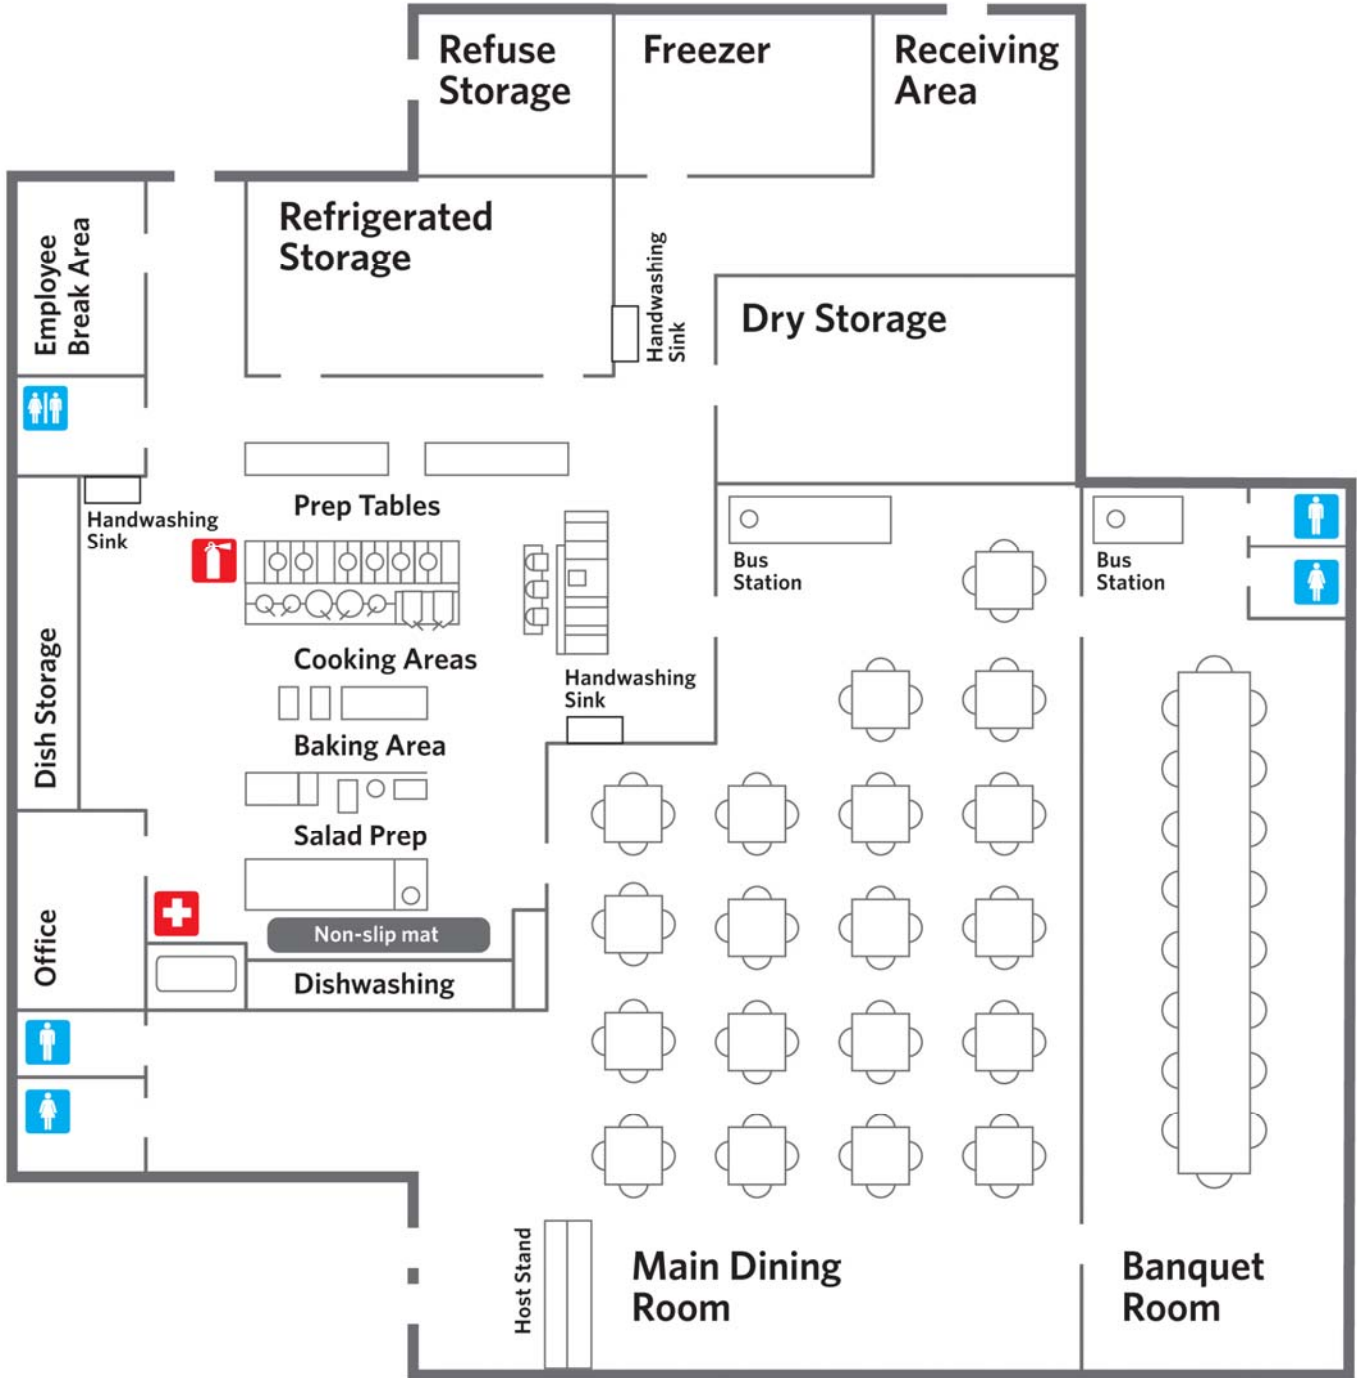 Refuse
Storage
Freezer
Receiving
Area
Employee
Break Area
Refrigerated
Storage
Handwashing
Sink
Dry Storage
Prep Tables
Handwashing
Sink
Bus
Station
Bus
Station
Dish Storage
Cooking Areas
Handwashing
Sink
Baking Area
Salad Prep
Office
Non-slip mat
Dishwashing
Host Stand
Main Dining
Room
Banquet
Room